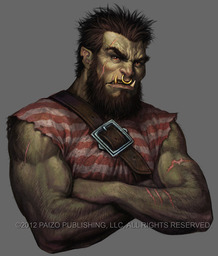 ©2012 PAIZO PUBLISHING, LLC. ALL RIGHTS RESERVED.